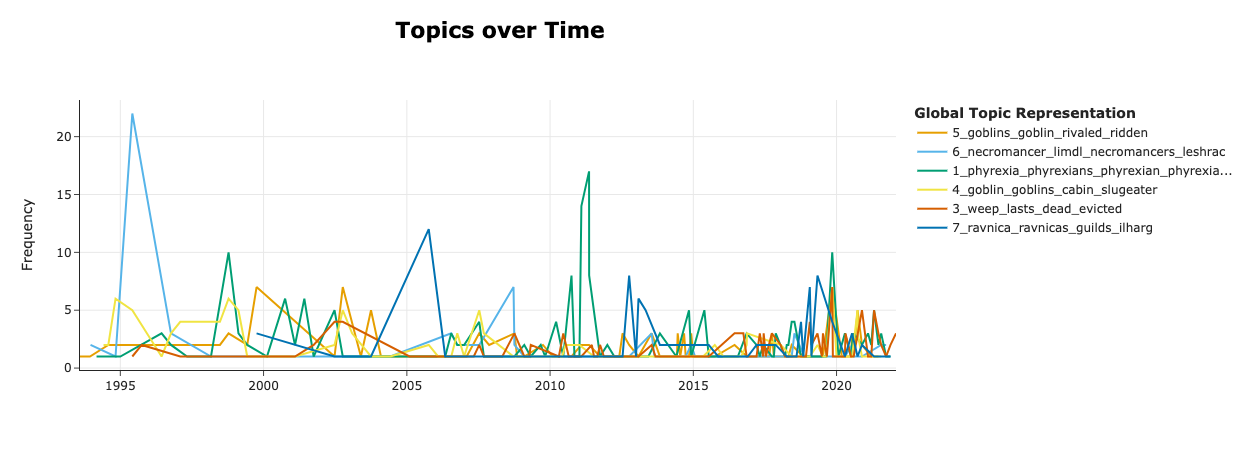 Topics over Time
Frequency
20
15
10
5
0
1995
2000
2005
2010
2015
2020
Global Topic Representation
5_goblins_goblin_rivaled_ridden
6_necromancer_limdl_necromancers_leshrac
1_phyrexia_phyrexians_phyrexian_phyrexia...
4_goblin_goblins_cabin_slugeater
3_weep_lasts_dead_evicted
7_ravnica_ravnicas_guilds_ilharg